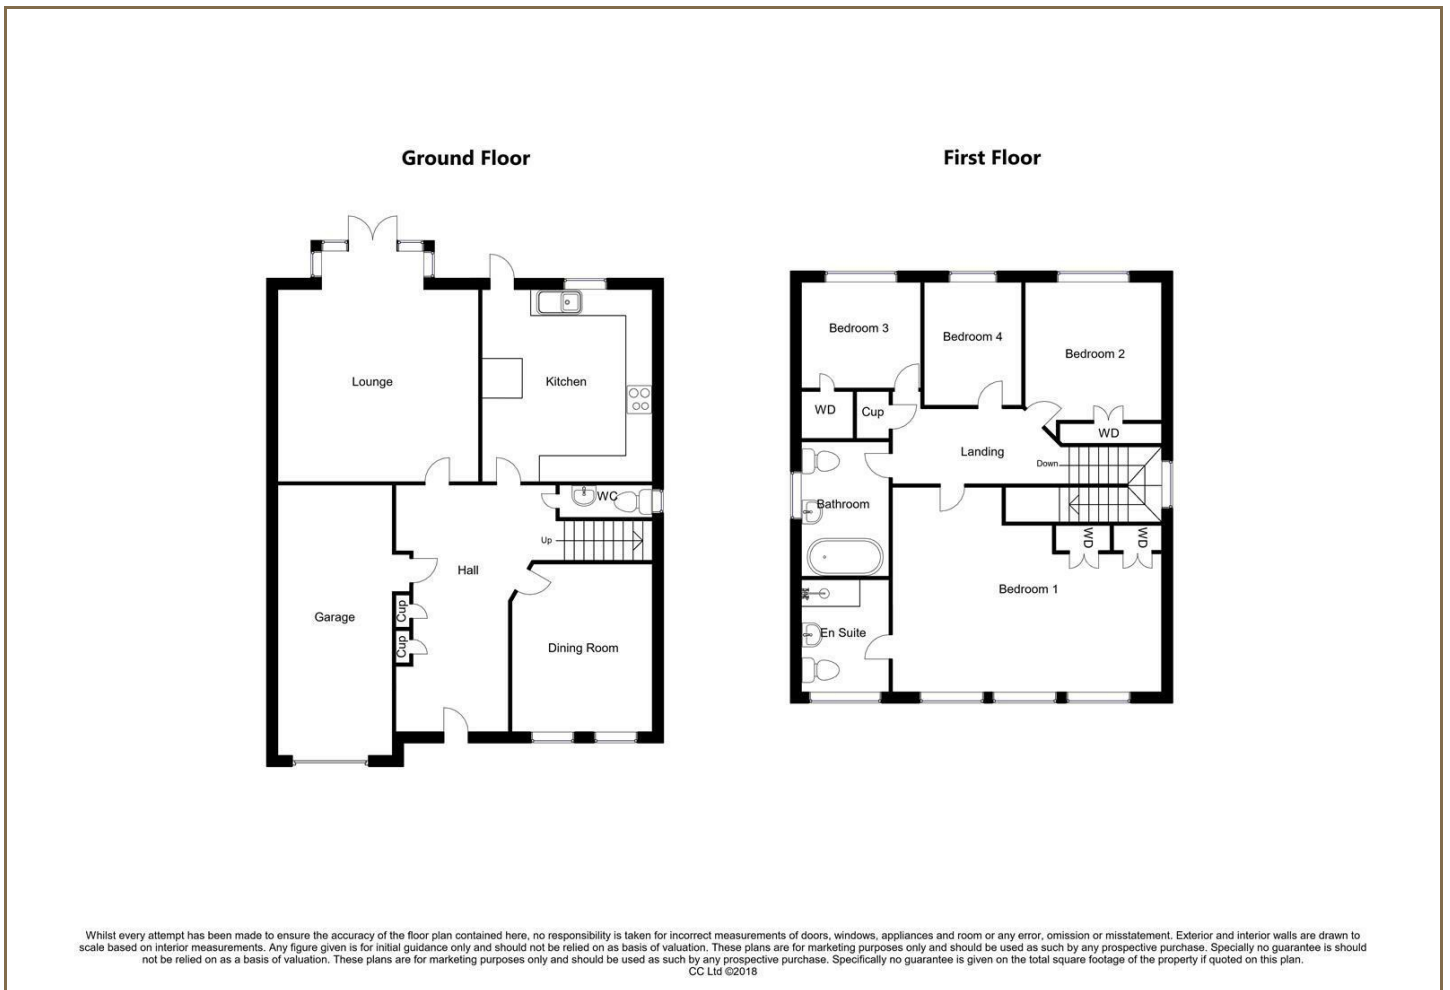 Ground Floor
First Floor
Lounge
Kitchen
WC
Up
Hall
Garage
Cup
Cup
Dining Room
Bedroom 3
Bedroom 4
Bedroom 2
WD
Cup
WD
Landing
Down
Bathroom
WD
WD
Bedroom 1
En Suite
Whilst every attempt has been made to ensure the accuracy of the floor plan contained here, no responsibility is taken for incorrect measurements of doors, windows, appliances and room or any error, omission or misstatement. Exterior and interior walls are drawn to
scale based on interior measurements. Any figure given is for initial guidance only and should not be relied on as basis of valuation. These plans are for marketing purposes only and should be used as such by any prospective purchase. Specially no guarantee is should
not be relied on as a basis of valuation. These plans are for marketing purposes only and should be used as such by any prospective purchase. Specifically no guarantee is given on the total square footage of the property if quoted on this plan.
CC Ltd ©2018